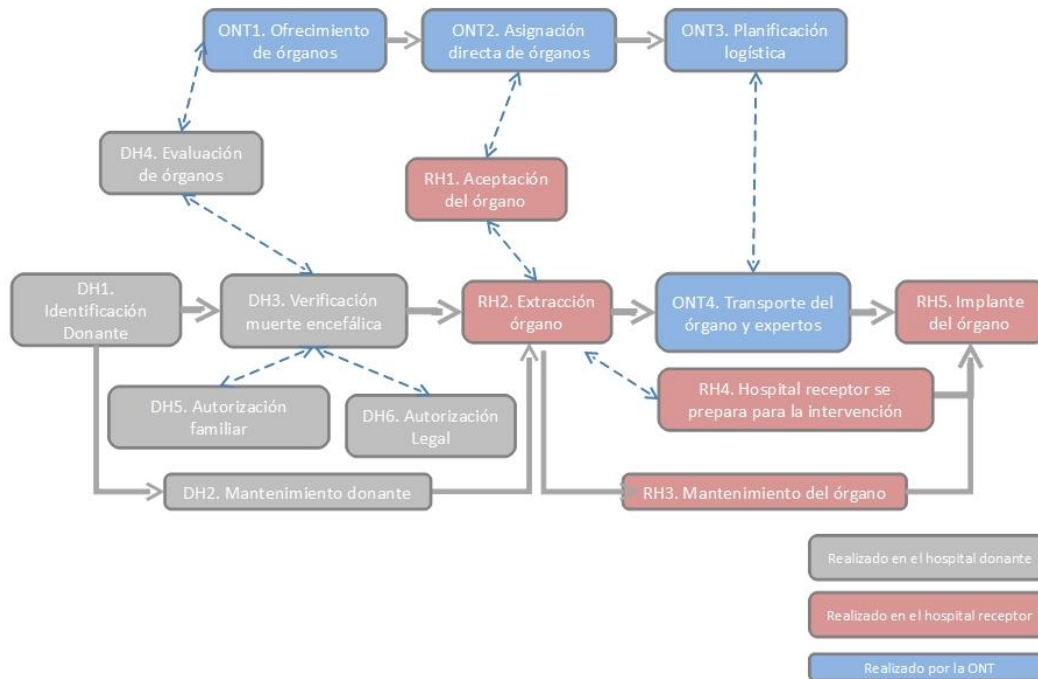 ONT1. Ofrecimiento
de órganos
ONT2. Asignación
directa de órganos
ONT3. Planificación
logística
DH4. Evaluación
de órganos
RH1. Aceptación
del órgano
DH1.
Identificación
Donante
DH3. Verificación
muerte encefálica
RH2. Extracción
órgano
ONT4. Transporte del
órgano y expertos
RH5. Implante
del órgano
DH5. Autorización
familiar
DH6. Autorización
Legal
RH4. Hospital receptor se
prepara para la intervención
DH2. Mantenimiento donante
RH3. Mantenimiento del órgano
Realizado en el hospital donante
Realizado en el hospital receptor
Realizado por la ONT